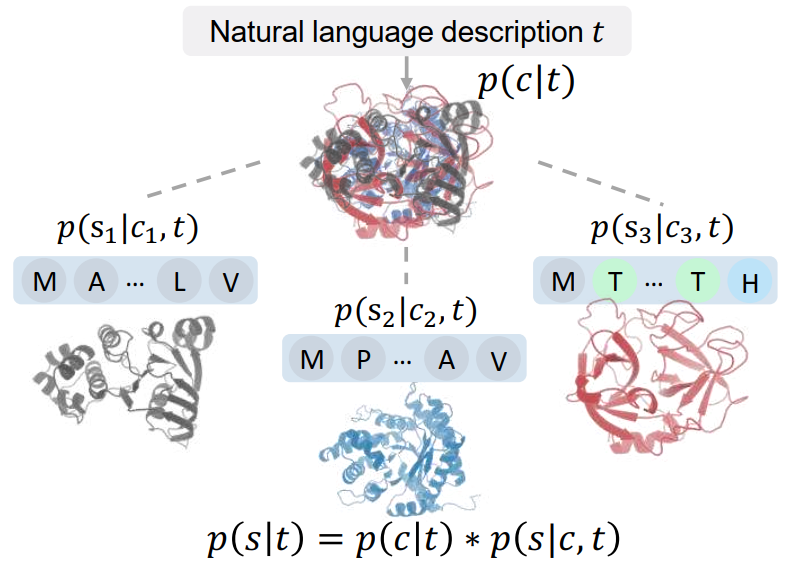 Natural language description t
p(c|t)
p(s₁|c₁, t)
M A ... L V
p(s₂|c₂, t)
M P ... A V
p(s₃|c₃, t)
M T ... T H
p(s|t) = p(c|t) ∗ p(s|c, t)